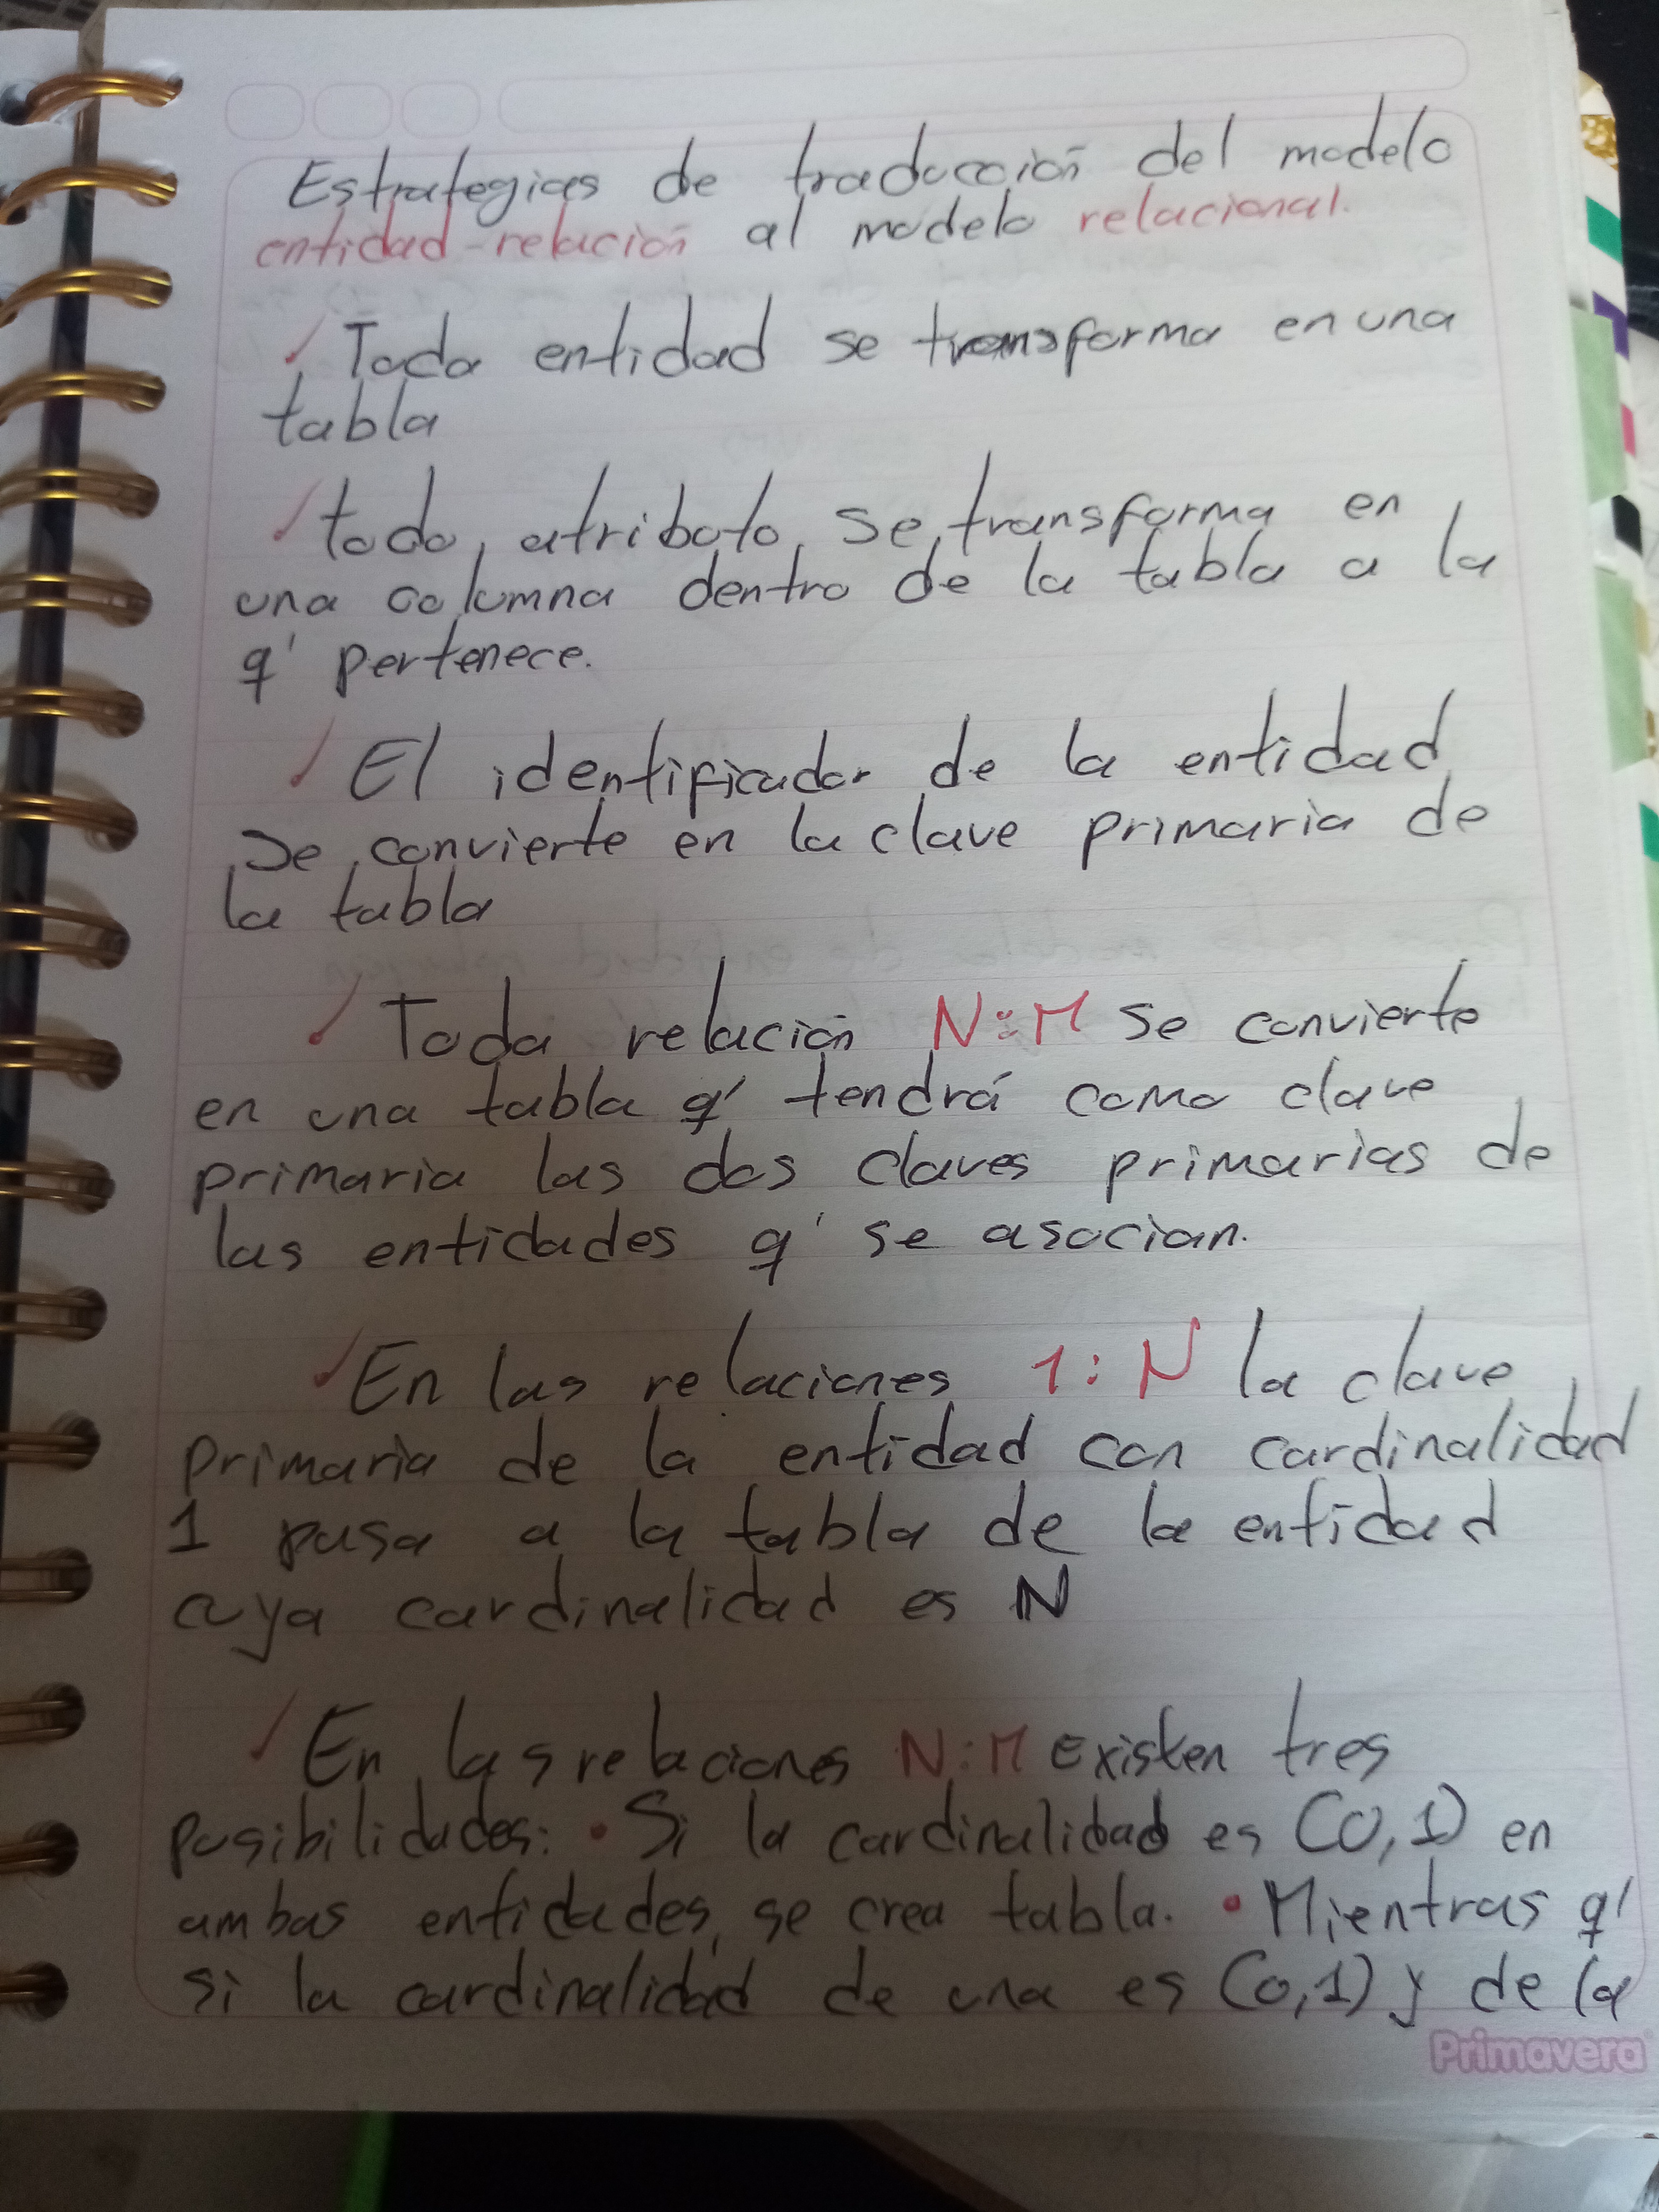 Estrategias de traducción del modelo
entidad-relación al modelo relacional.
✓ Toda entidad se transforma en una
tabla
✓ todo atributo se transforma en
una columna dentro de la tabla a la
q' pertenece.
✓ El identificador de la entidad
se convierte en la clave primaria de
la tabla
✓ Toda relación N:M se convierte
en una tabla q' tendrá como clave
primaria las dos claves primarias de
las entidades q' se asocian.
✓ En las relaciones 1:N la clave
primaria de la entidad con cardinalidad
1 pasa a la tabla de la entidad
cuya cardinalidad es N
✓ En las relaciones N:M Existen tres
posibilidades: • Si la cardinalidad es (0,1) en
ambas entidades, se crea tabla. • Mientras q'
si la cardinalidad de una es (0,1) y de la
Primavera